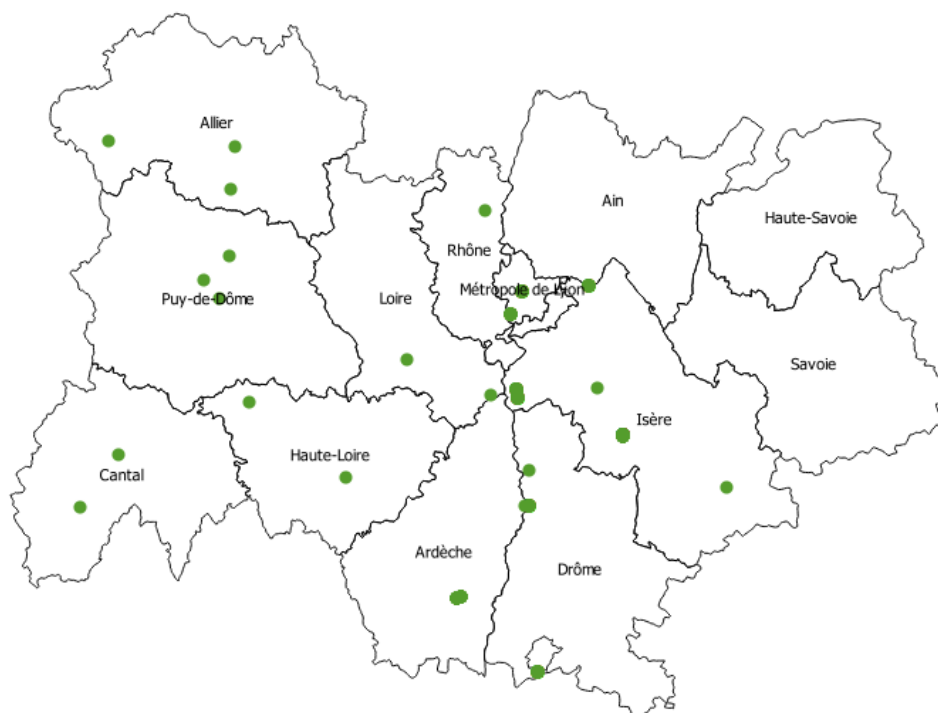 Allier
Ain
Haute-Savoie
Rhône
Métropole de Lyon
Puy-de-Dôme
Loire
Savoie
Isère
Haute-Loire
Cantal
Ardèche
Drôme